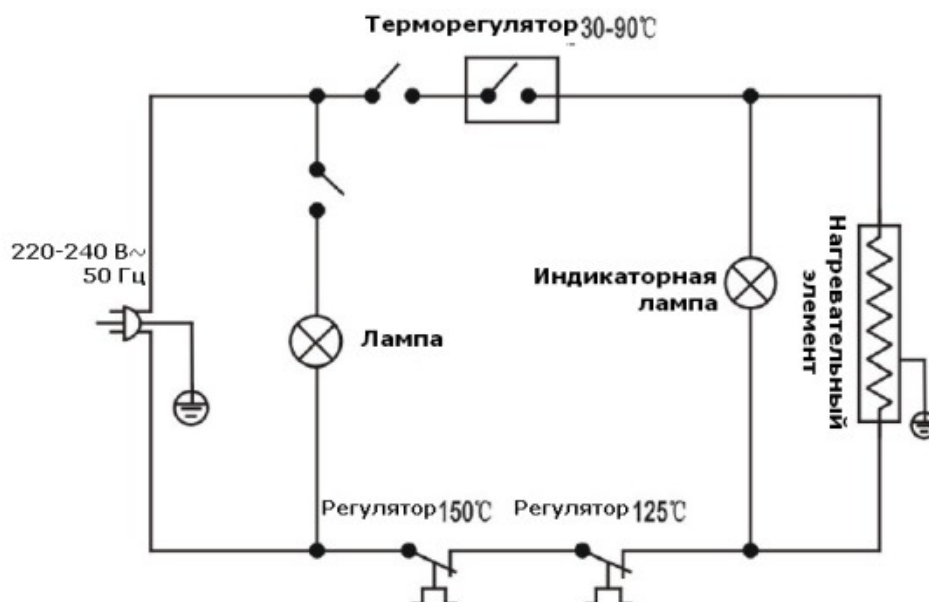 Терморегулятор 30-90℃
220-240 В~
50 Гц
Лампа
Индикаторная
лампа
Нагревательный
элемент
Регулятор 150℃ Регулятор 125℃